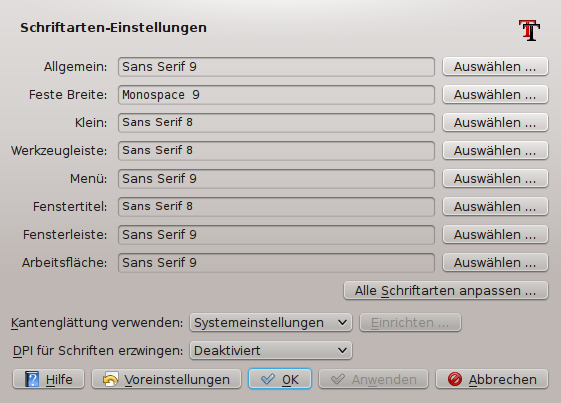 Schriftarten-Einstellungen
Allgemein: Sans Serif 9 Auswählen ...
Feste Breite: Monospace 9 Auswählen ...
Klein: Sans Serif 8 Auswählen ...
Werkzeugleiste: Sans Serif 8 Auswählen ...
Menü: Sans Serif 9 Auswählen ...
Fenstertitel: Sans Serif 8 Auswählen ...
Fensterleiste: Sans Serif 9 Auswählen ...
Arbeitsfläche: Sans Serif 9 Auswählen ...
Alle Schriftarten anpassen ...
Kantenglättung verwenden: Systemeinstellungen Einrichten ...
DPI für Schriften erzwingen: Deaktiviert
Hilfe Voreinstellungen OK Anwenden Abbrechen